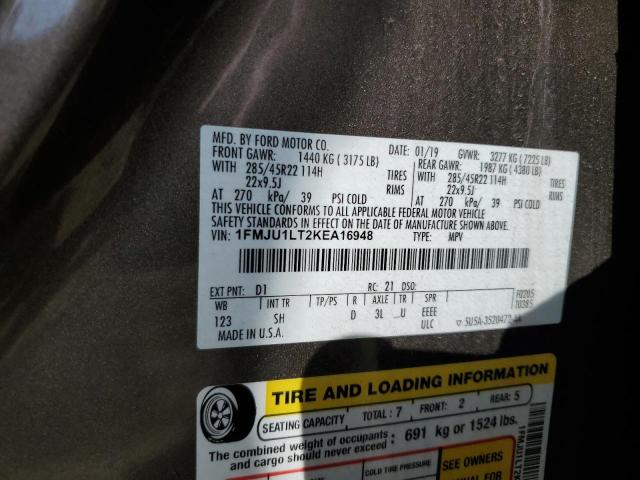 MFD. BY FORD MOTOR CO.
01/19 GVWR: 3277 KG ( 7225 LB)
FRONT GAWR: 1440 KG ( 3175 LB) REAR GAWR: 1987 KG ( 4380 LB)
WITH 285/45R22 114H TIRES WITH 285/45R22 114H TIRES
22x9.5J RIMS 22x9.5J RIMS
AT 270 kPa/ 39 PSI COLD AT 270 kPa/ 39 PSI COLD
THIS VEHICLE CONFORMS TO ALL APPLICABLE FEDERAL MOTOR VEHICLE
SAFETY STANDARDS IN EFFECT ON THE DATE OF MANUFACTURE SHOWN ABOVE.
VIN: 1FMJU1LT2KEA16948 TYPE: MPV
EXT PNT: D1 RC: 21 DSO:
WB INT TR TP/PS R AXLE TR SPR
123 SH D 3L U EEEE
ULC
F0205
MADE IN U.S.A.
TIRE AND LOADING INFORMATION
SEATING CAPACITY TOTAL : 7 FRONT: 2 REAR: 5
The combined weight of occupants and cargo should never exceed : 691 kg or 1524 lbs.
COLD TIRE
SEE OWNERS
MANUAL FOR
1FMJU1LT2K